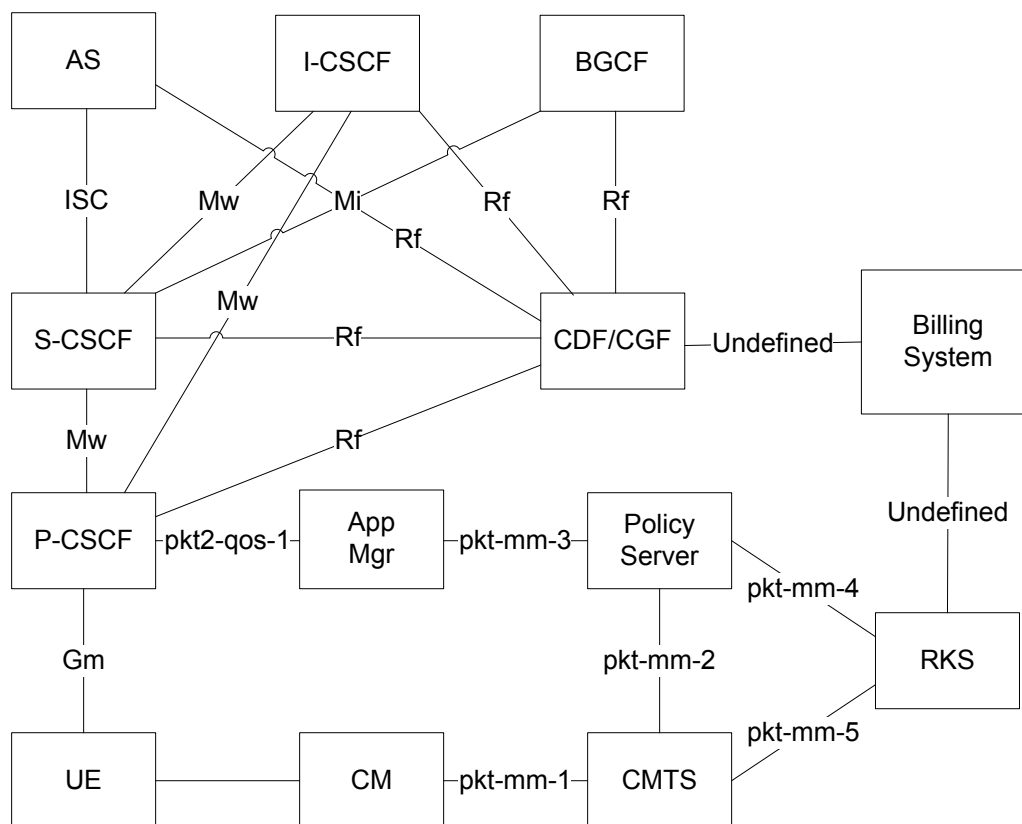 AS
I-CSCF
BGCF
ISC
Mw
Mi
Rf
Rf
Rf
Mw
S-CSCF
Rf
CDF/CGF
Undefined
Billing
System
Mw
Rf
Undefined
P-CSCF
pkt2-qos-1
App
Mgr
pkt-mm-3
Policy
Server
pkt-mm-4
Gm
pkt-mm-2
RKS
pkt-mm-5
UE
CM
pkt-mm-1
CMTS